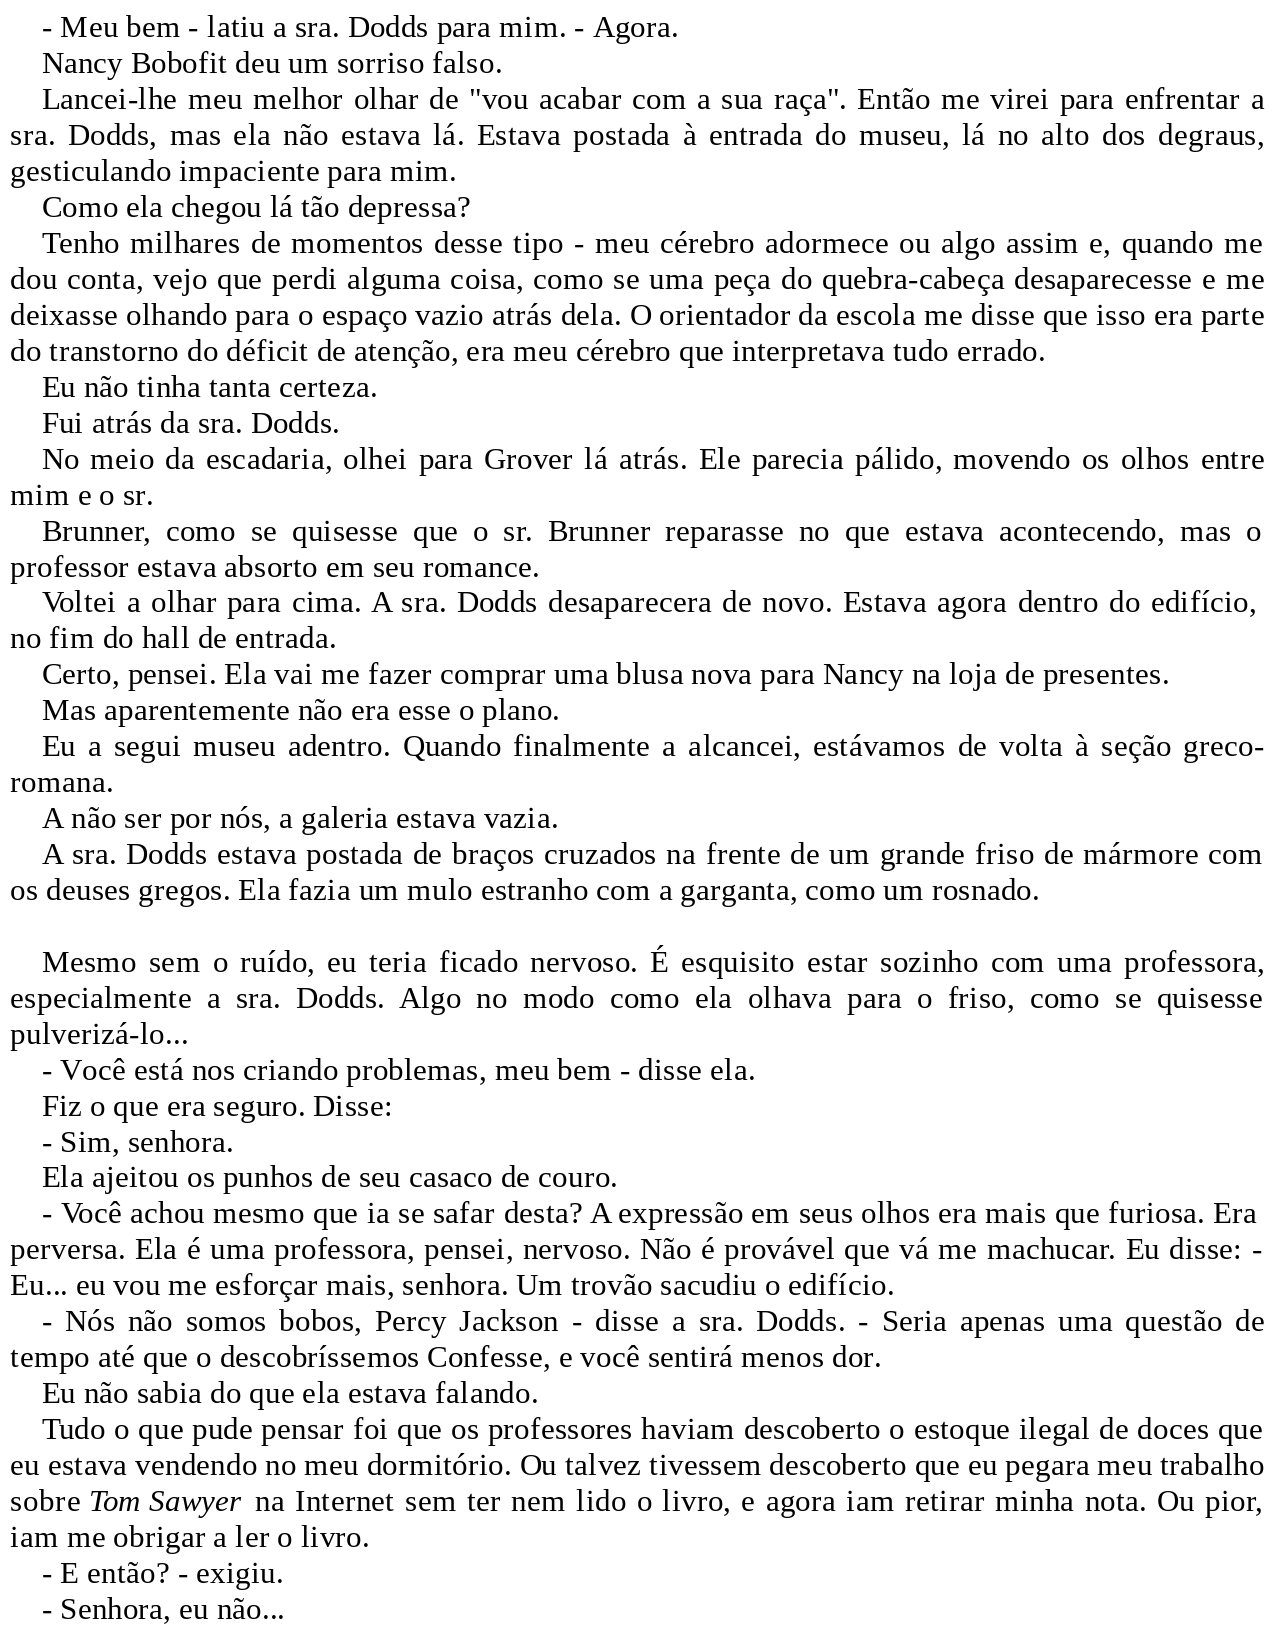 - Meu bem - latiu a sra. Dodds para mim. - Agora.
Nancy Bobofit deu um sorriso falso.
Lancei-lhe meu melhor olhar de "vou acabar com a sua raça". Então me virei para enfrentar a
sra. Dodds, mas ela não estava lá. Estava postada à entrada do museu, lá no alto dos degraus,
gesticulando impaciente para mim.
Como ela chegou lá tão depressa?
Tenho milhares de momentos desse tipo - meu cérebro adormece ou algo assim e, quando me
dou conta, vejo que perdi alguma coisa, como se uma peça do quebra-cabeça desaparecesse e me
deixasse olhando para o espaço vazio atrás dela. O orientador da escola me disse que isso era parte
do transtorno do déficit de atenção, era meu cérebro que interpretava tudo errado.
Eu não tinha tanta certeza.
Fui atrás da sra. Dodds.
No meio da escadaria, olhei para Grover lá atrás. Ele parecia pálido, movendo os olhos entre
mim e o sr.
Brunner, como se quisesse que o sr. Brunner reparasse no que estava acontecendo, mas o
professor estava absorto em seu romance.
Voltei a olhar para cima. A sra. Dodds desaparecera de novo. Estava agora dentro do edifício,
no fim do hall de entrada.
Certo, pensei. Ela vai me fazer comprar uma blusa nova para Nancy na loja de presentes.
Mas aparentemente não era esse o plano.
Eu a segui museu adentro. Quando finalmente a alcancei, estávamos de volta à seção greco-
romana.
A não ser por nós, a galeria estava vazia.
A sra. Dodds estava postada de braços cruzados na frente de um grande friso de mármore com
os deuses gregos. Ela fazia um mulo estranho com a garganta, como um rosnado.
Mesmo sem o ruído, eu teria ficado nervoso. É esquisito estar sozinho com uma professora,
especialmente a sra. Dodds. Algo no modo como ela olhava para o friso, como se quisesse
pulverizá-lo...
- Você está nos criando problemas, meu bem - disse ela.
Fiz o que era seguro. Disse:
- Sim, senhora.
Ela ajeitou os punhos de seu casaco de couro.
- Você achou mesmo que ia se safar desta? A expressão em seus olhos era mais que furiosa. Era
perversa. Ela é uma professora, pensei, nervoso. Não é provável que vá me machucar. Eu disse: -
Eu... eu vou me esforçar mais, senhora. Um trovão sacudiu o edifício.
- Nós não somos bobos, Percy Jackson - disse a sra. Dodds. - Seria apenas uma questão de
tempo até que o descobríssemos Confesse, e você sentirá menos dor.
Eu não sabia do que ela estava falando.
Tudo o que pude pensar foi que os professores haviam descoberto o estoque ilegal de doces que
eu estava vendendo no meu dormitório. Ou talvez tivessem descoberto que eu pegara meu trabalho
sobre Tom Sawyer na Internet sem ter nem lido o livro, e agora iam retirar minha nota. Ou pior,
iam me obrigar a ler o livro.
- E então? - exigiu.
- Senhora, eu não...